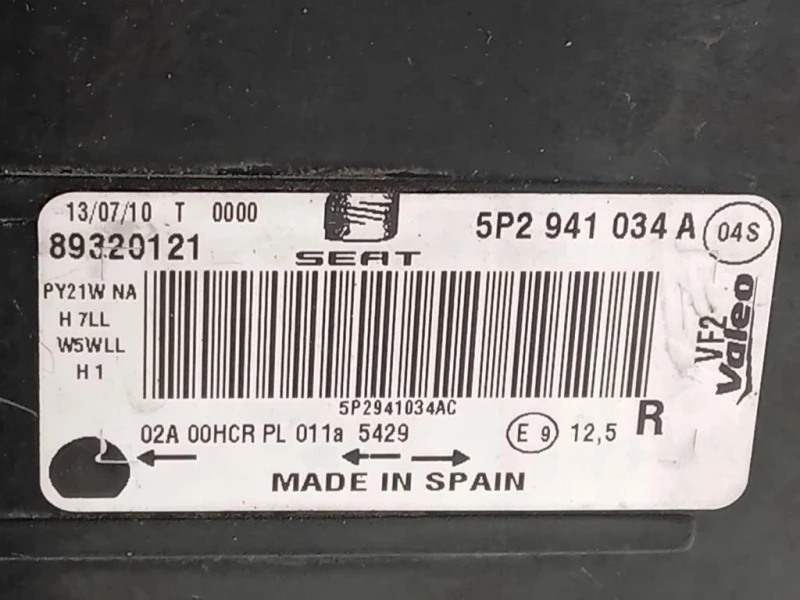 13/07/10 T 0000
89320121
SEAT
5P2 941 034 A
04S
PY21W NA
H 7LL
W5WLL
H 1
5P2941034AC
VF2
Valeo
02A 00HCR PL 011a 5429
E 9 12,5
R
MADE IN SPAIN